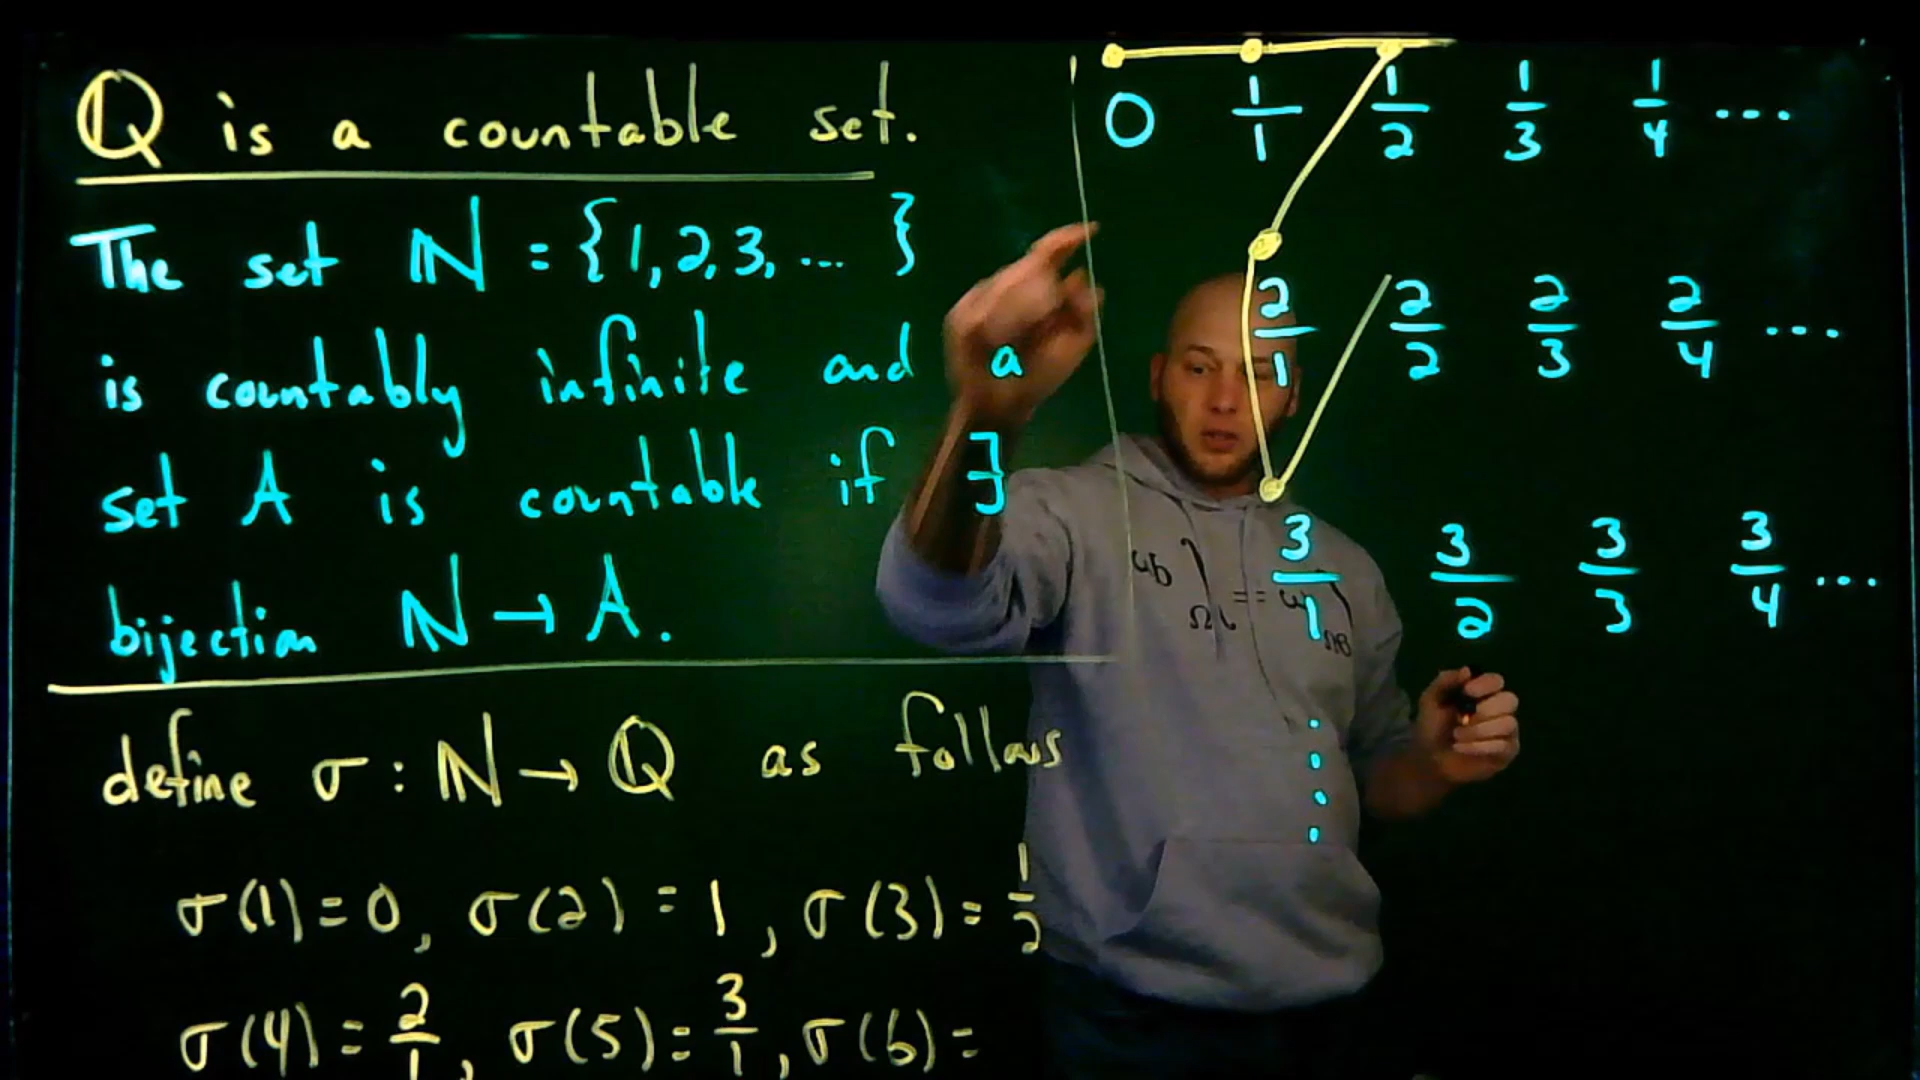 ℚ is a countable set.
The set ℕ = {1, 2, 3, ... }
is countably infinite and a
set A is countable if ∃
bijection ℕ → A.
define σ : ℕ → ℚ as follows
σ(1) = 0, σ(2) = 1, σ(3) = 1/2
σ(4) = 2/1, σ(5) = 3/1, σ(6) =
0 1/1 1/2 1/3 1/4 ...
2/1 2/2 2/3 2/4 ...
3/1 3/2 3/3 3/4 ...